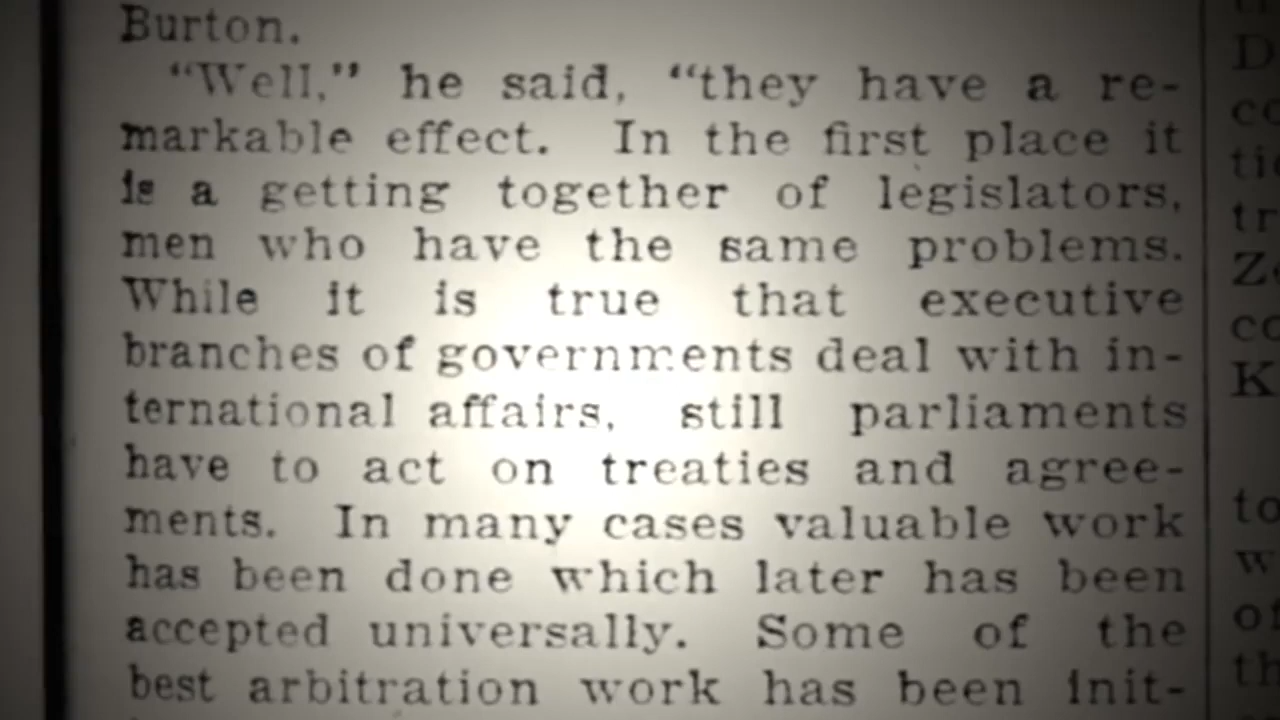 Burton.
“Well,” he said, “they have a re-
markable effect. In the first place it
is a getting together of legislators,
men who have the same problems.
While it is true that executive
branches of governments deal with in-
ternational affairs, still parliaments
have to act on treaties and agree-
ments. In many cases valuable work
has been done which later has been
accepted universally. Some of the
best arbitration work has been init-